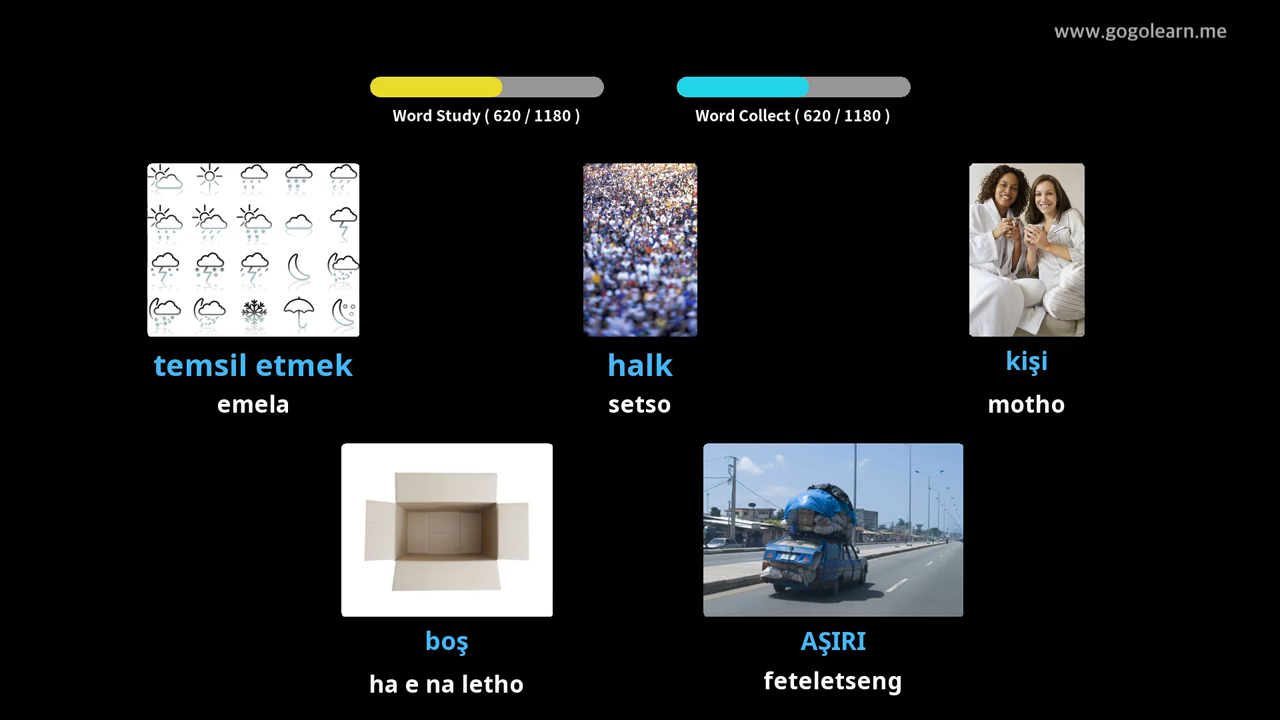 www.gogolearn.me
Word Study ( 620 / 1180 )
Word Collect ( 620 / 1180 )
temsil etmek
emela
halk
setso
kişi
motho
boş
ha e na letho
AŞIRI
feteletseng